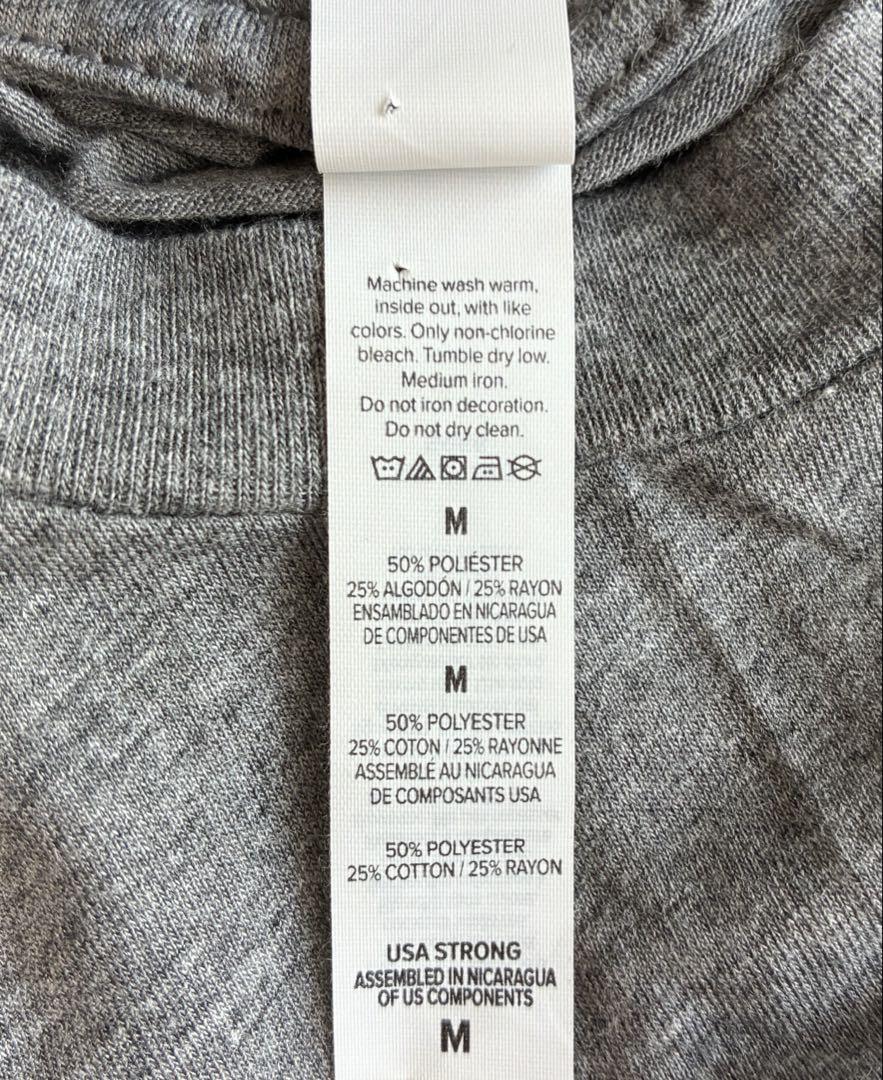 Machine wash warm,
inside out, with like
colors. Only non-chlorine
bleach. Tumble dry low.
Medium iron.
Do not iron decoration.
Do not dry clean.
M
50% POLIÉSTER
25% ALGODÓN / 25% RAYON
ENSAMBLADO EN NICARAGUA
DE COMPONENTES DE USA
M
50% POLYESTER
25% COTON / 25% RAYONNE
ASSEMBLÉ AU NICARAGUA
DE COMPOSANTS USA
50% POLYESTER
25% COTTON / 25% RAYON
USA STRONG
ASSEMBLED IN NICARAGUA
OF US COMPONENTS
M